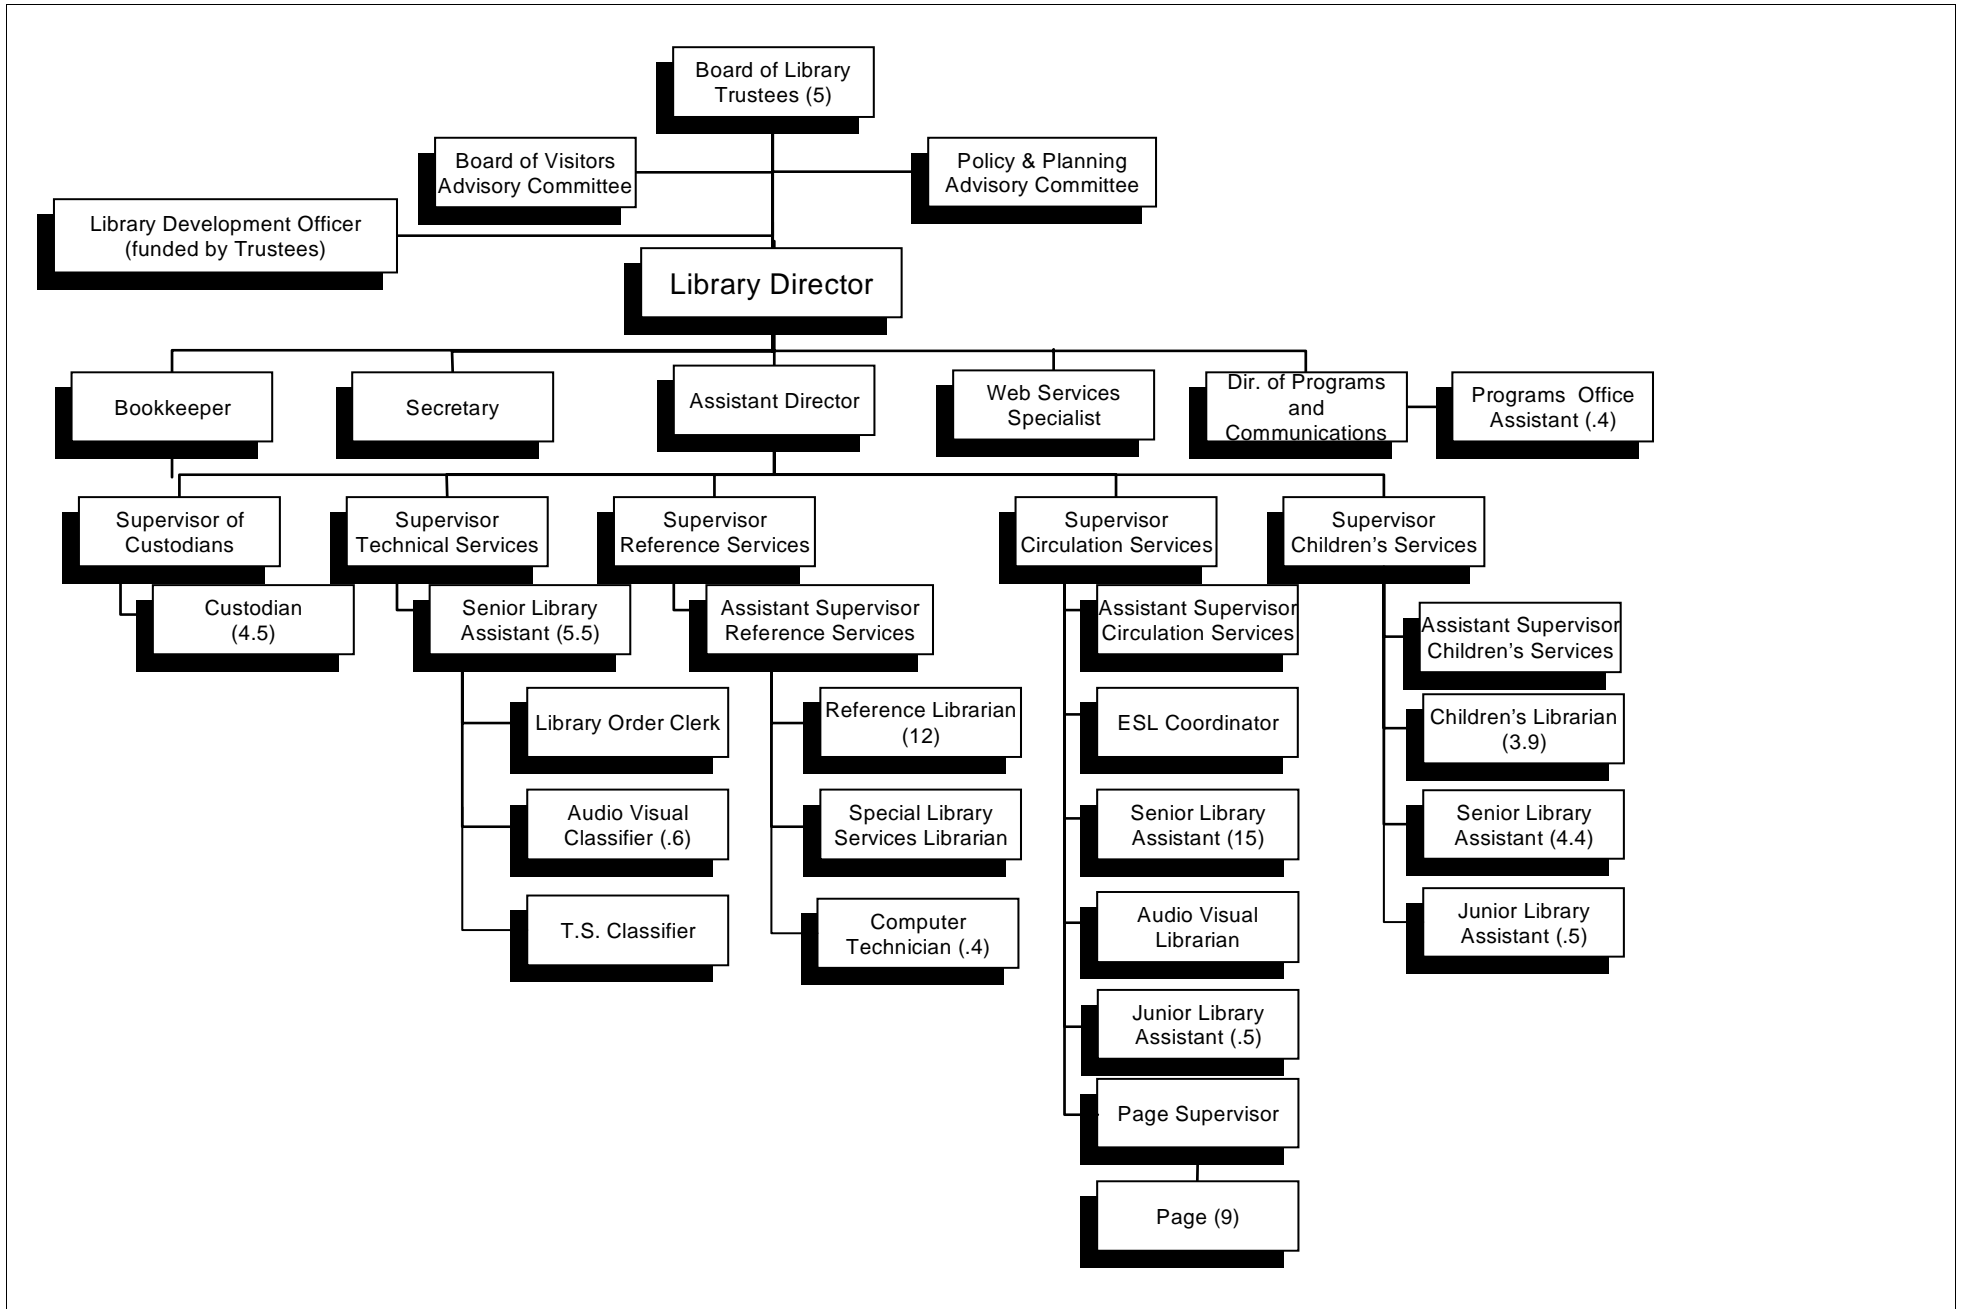 Board of Library
Trustees (5)
Board of Visitors
Advisory Committee
Policy & Planning
Advisory Committee
Library Development Officer
(funded by Trustees)
Library Director
Bookkeeper
Secretary
Assistant Director
Web Services
Specialist
Dir. of Programs
and
Communications
Programs  Office
Assistant (.4)
Supervisor of
Custodians
Supervisor
Technical Services
Supervisor
Reference Services
Supervisor
Circulation Services
Supervisor
Children’s Services
Custodian
(4.5)
Senior Library
Assistant (5.5)
Assistant Supervisor
Reference Services
Assistant Supervisor
Circulation Services
Assistant Supervisor
Children’s Services
Library Order Clerk
Reference Librarian
(12)
ESL Coordinator
Children’s Librarian
(3.9)
Audio Visual
Classifier (.6)
Special Library
Services Librarian
Senior Library
Assistant (15)
Senior Library
Assistant (4.4)
T.S. Classifier
Computer
Technician (.4)
Audio Visual
Librarian
Junior Library
Assistant (.5)
Junior Library
Assistant (.5)
Page Supervisor
Page (9)